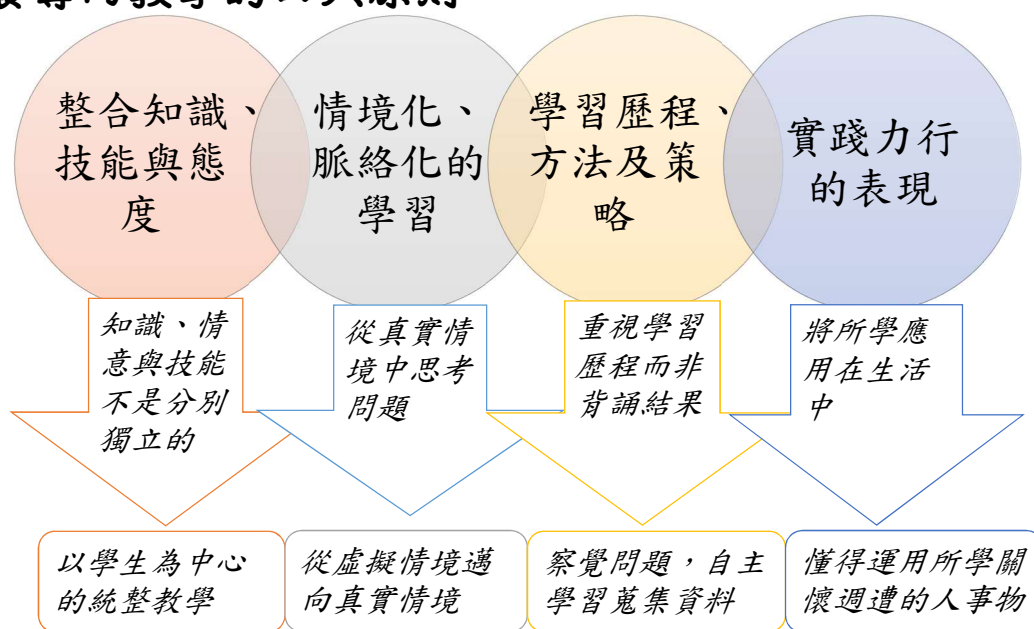 整合知識、
技能與態
度
情境化、
脈絡化的
學習
學習歷程、
方法及策
略
實踐力行
的表現
知識、情
意與技能
不是分別
獨立的
從真實情
境中思考
問題
重視學習
歷程而非
背誦結果
將所學應
用在生活
中
以學生為中心
的統整教學
從虛擬情境邁
向真實情境
察覺問題，自主
學習蒐集資料
懂得運用所學關
懷週遭的人事物